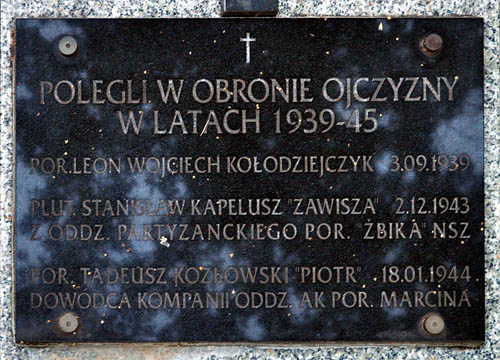 POLEGLI W OBRONIE OJCZYZNY
W LATACH 1939-45
POR. LEON WOJCIECH KOŁODZIEJCZYK 3.09.1939
PLUT. STANISŁAW KAPELUSZ "ZAWISZA" 2.12.1943
Z ODDZ. PARTYZANCKIEGO POR. "ŻBIKA" NSZ
POR. TADEUSZ KOZŁOWSKI "PIOTR" 18.01.1944
DOWÓDCA KOMPANII ODDZ. AK POR. MARCINA